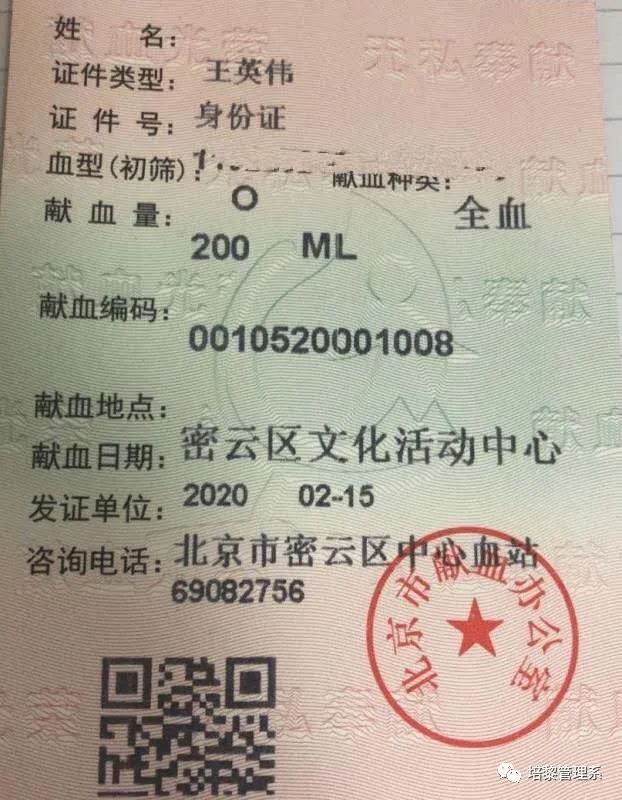 献血光荣 无私奉献
姓 名:
证件类型: 王英伟
证 件 号: 身份证
血型(初筛):
献血种类:
献 血 量: O 全血
200 ML
献血编码:
0010520001008
献血地点:
献血日期: 密云区文化活动中心
发证单位: 2020 02-15
咨询电话: 北京市密云区中心血站
69082756
北京市献血办公室
培黎管理系